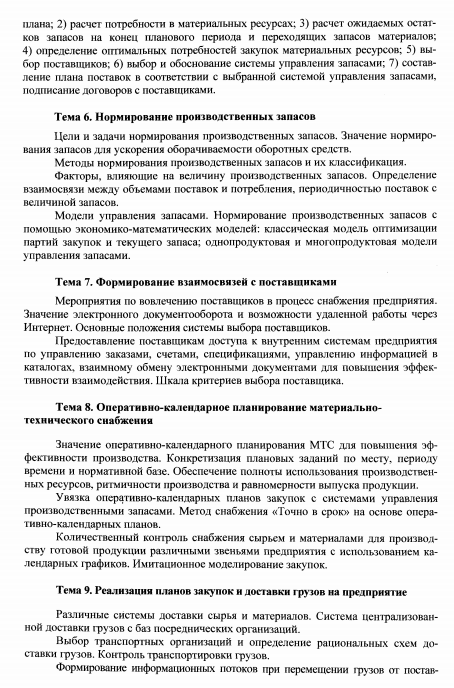 плана; 2) расчет потребности в материальных ресурсах; 3) расчет ожидаемых остат-
ков запасов на конец планового периода и переходящих запасов материалов;
4) определение оптимальных потребностей закупок материальных ресурсов; 5) вы-
бор поставщиков; 6) выбор и обоснование системы управления запасами; 7) состав-
ление плана поставок в соответствии с выбранной системой управления запасами,
подписание договоров с поставщиками.
Тема 6. Нормирование производственных запасов
Цели и задачи нормирования производственных запасов. Значение нормиро-
вания запасов для ускорения оборачиваемости оборотных средств.
Методы нормирования производственных запасов и их классификация.
Факторы, влияющие на величину производственных запасов. Определение
взаимосвязи между объемами поставок и потребления, периодичностью поставок с
величиной запасов.
Модели управления запасами. Нормирование производственных запасов с
помощью экономико-математических моделей: классическая модель оптимизации
партий закупок и текущего запаса; однопродуктовая и многопродуктовая модели
управления запасами.
Тема 7. Формирование взаимосвязей с поставщиками
Мероприятия по вовлечению поставщиков в процесс снабжения предприятия.
Значение электронного документооборота и возможности удаленной работы через
Интернет. Основные положения системы выбора поставщиков.
Предоставление поставщикам доступа к внутренним системам предприятия
по управлению заказами, счетами, спецификациями, управлению информацией в
каталогах, взаимному обмену электронными документами для повышения эффек-
тивности взаимодействия. Шкала критериев выбора поставщика.
Тема 8. Оперативно-календарное планирование материально-
технического снабжения
Значение оперативно-календарного планирования МТС для повышения эф-
фективности производства. Конкретизация плановых заданий по месту, периоду
времени и нормативной базе. Обеспечение полноты использования производствен-
ных ресурсов, ритмичности производства и равномерности выпуска продукции.
Увязка оперативно-календарных планов закупок с системами управления
производственными запасами. Метод снабжения «Точно в срок» на основе опера-
тивно-календарных планов.
Количественный контроль снабжения сырьем и материалами для производ-
ству готовой продукции различными звеньями предприятия с использованием ка-
лендарных графиков. Имитационное моделирование закупок.
Тема 9. Реализация планов закупок и доставки грузов на предприятие
Различные системы доставки сырья и материалов. Система централизован-
ной доставки грузов с баз посреднических организаций.
Выбор транспортных организаций и определение рациональных схем до-
ставки грузов. Контроль транспортировки грузов.
Формирование информационных потоков при перемещении грузов от постав-